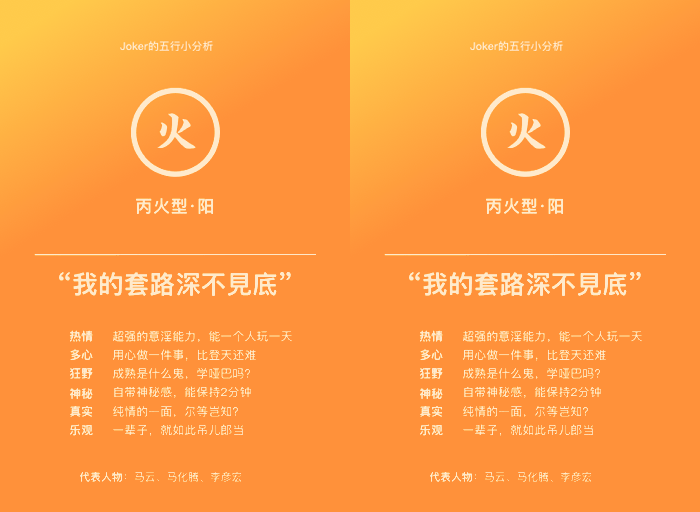 Joker的五行小分析
火
丙火型·阳
“我的套路深不見底”
热情 超强的意淫能力，能一个人玩一天
多心 用心做一件事，比登天还难
狂野 成熟是什么鬼，学哑巴吗？
神秘 自带神秘感，能保持2分钟
真实 纯情的一面，尔等岂知？
乐观 一辈子，就如此吊儿郎当
代表人物：马云、马化腾、李彦宏
Joker的五行小分析
火
丙火型·阳
“我的套路深不見底”
热情 超强的意淫能力，能一个人玩一天
多心 用心做一件事，比登天还难
狂野 成熟是什么鬼，学哑巴吗？
神秘 自带神秘感，能保持2分钟
真实 纯情的一面，尔等岂知？
乐观 一辈子，就如此吊儿郎当
代表人物：马云、马化腾、李彦宏